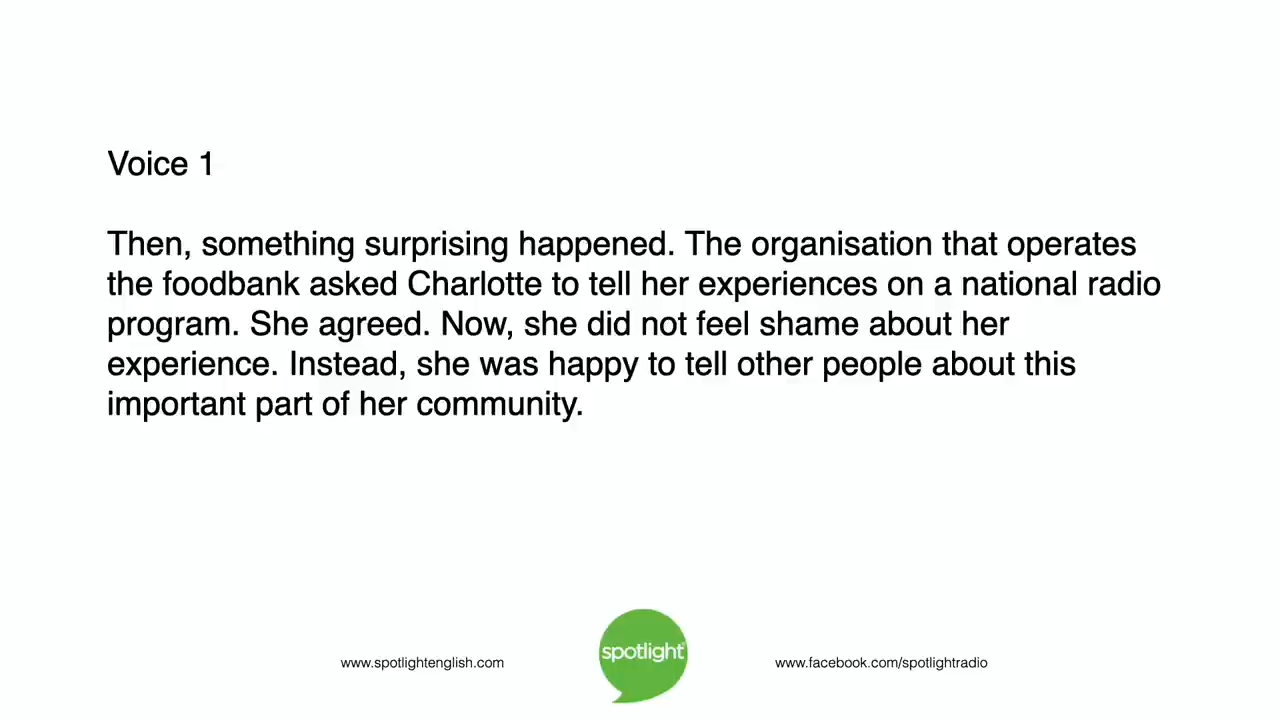 Voice 1
Then, something surprising happened. The organisation that operates
the foodbank asked Charlotte to tell her experiences on a national radio
program. She agreed. Now, she did not feel shame about her
experience. Instead, she was happy to tell other people about this
important part of her community.
www.spotlightenglish.com
spotlight
www.facebook.com/spotlightradio